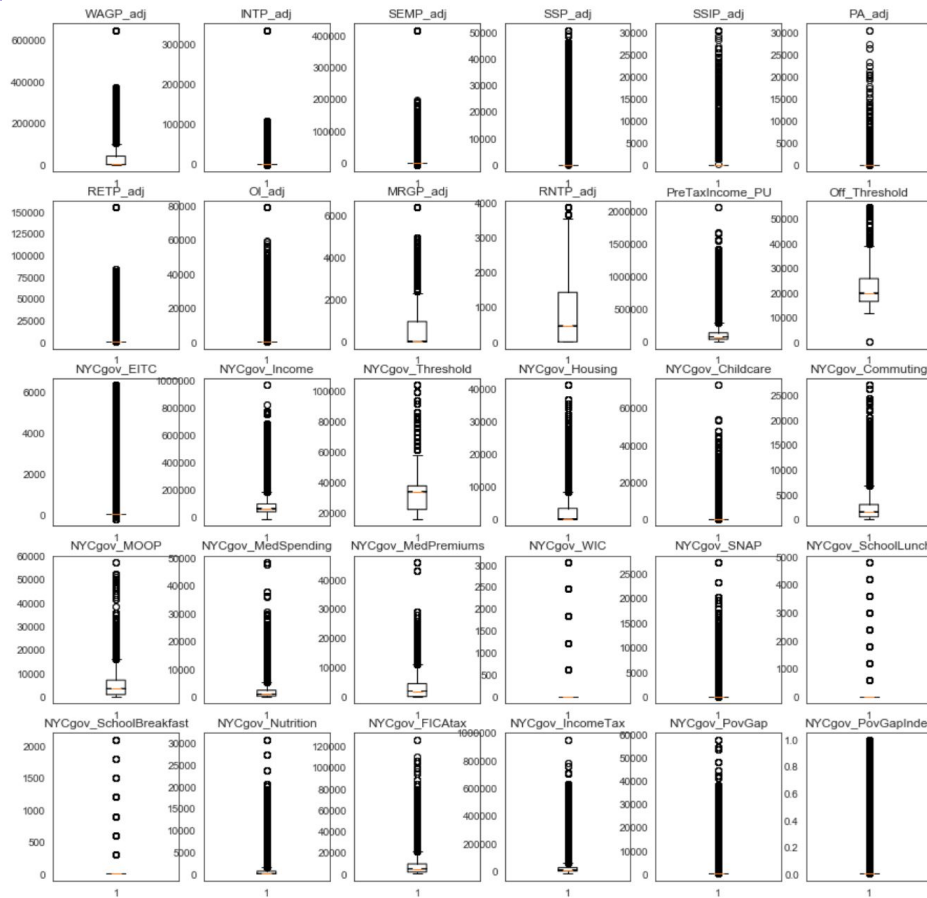 WAGP_adj INTP_adj SEMP_adj SSP_adj SSIP_adj PA_adj
600000 400000 200000 0
300000 200000 100000 0
400000 300000 200000 100000 0
50000 40000 30000 20000 10000 0
30000 25000 20000 15000 10000 5000 0
30000 25000 20000 15000 10000 5000 0
1 1 1 1 1 1
RETP_adj OI_adj MRGP_adj RNTP_adj PreTaxIncome_PU Off_Threshold
150000 125000 100000 75000 50000 25000 0
80000 60000 40000 20000 0
6000 4000 2000 0
4000 3000 2000 1000 0
2000000 1500000 1000000 500000 0
50000 40000 30000 20000 10000 0
1 1 1 1 1 1
NYCgov_EITC NYCgov_Income NYCgov_Threshold NYCgov_Housing NYCgov_Childcare NYCgov_Commuting
6000 4000 2000 0
1000000 800000 600000 400000 200000 0
100000 80000 60000 40000 20000
40000 30000 20000 10000 0
60000 40000 20000 0
25000 20000 15000 10000 5000 0
1 1 1 1 1 1
NYCgov_MOOP NYCgov_MedSpending NYCgov_MedPremiums NYCgov_WIC NYCgov_SNAP NYCgov_SchoolLunch
60000 50000 40000 30000 20000 10000 0
50000 40000 30000 20000 10000 0
40000 30000 20000 10000 0
3000 2500 2000 1500 1000 500 0
25000 20000 15000 10000 5000 0
5000 4000 3000 2000 1000 0
1 1 1 1 1 1
NYCgov_SchoolBreakfast NYCgov_Nutrition NYCgov_FICAtax NYCgov_IncomeTax NYCgov_PovGap NYCgov_PovGapInde
2000 1500 1000 500 0
30000 25000 20000 15000 10000 5000 0
120000 100000 80000 60000 40000 20000 0
1000000 800000 600000 400000 200000 0
60000 50000 40000 30000 20000 10000 0
1.0 0.8 0.6 0.4 0.2 0.0
1 1 1 1 1 1